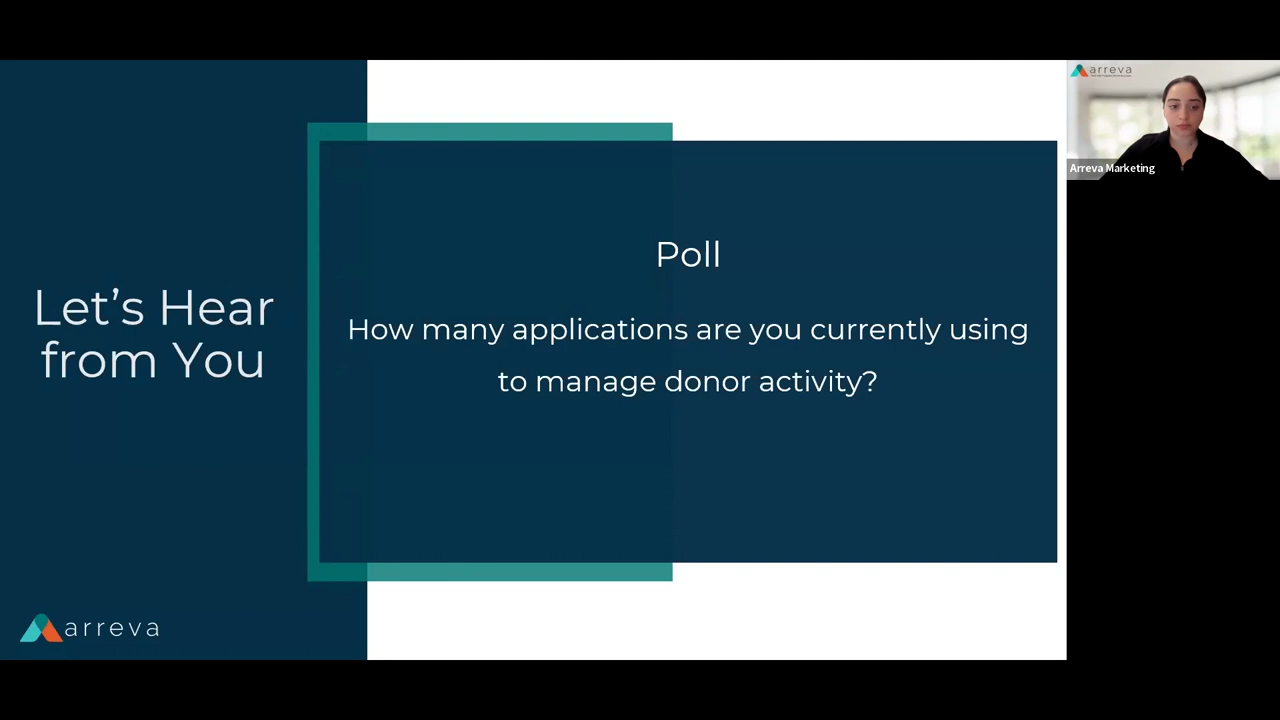 Let's Hear
from You
Poll
How many applications are you currently using
to manage donor activity?
arreva
arreva
Arreva Marketing